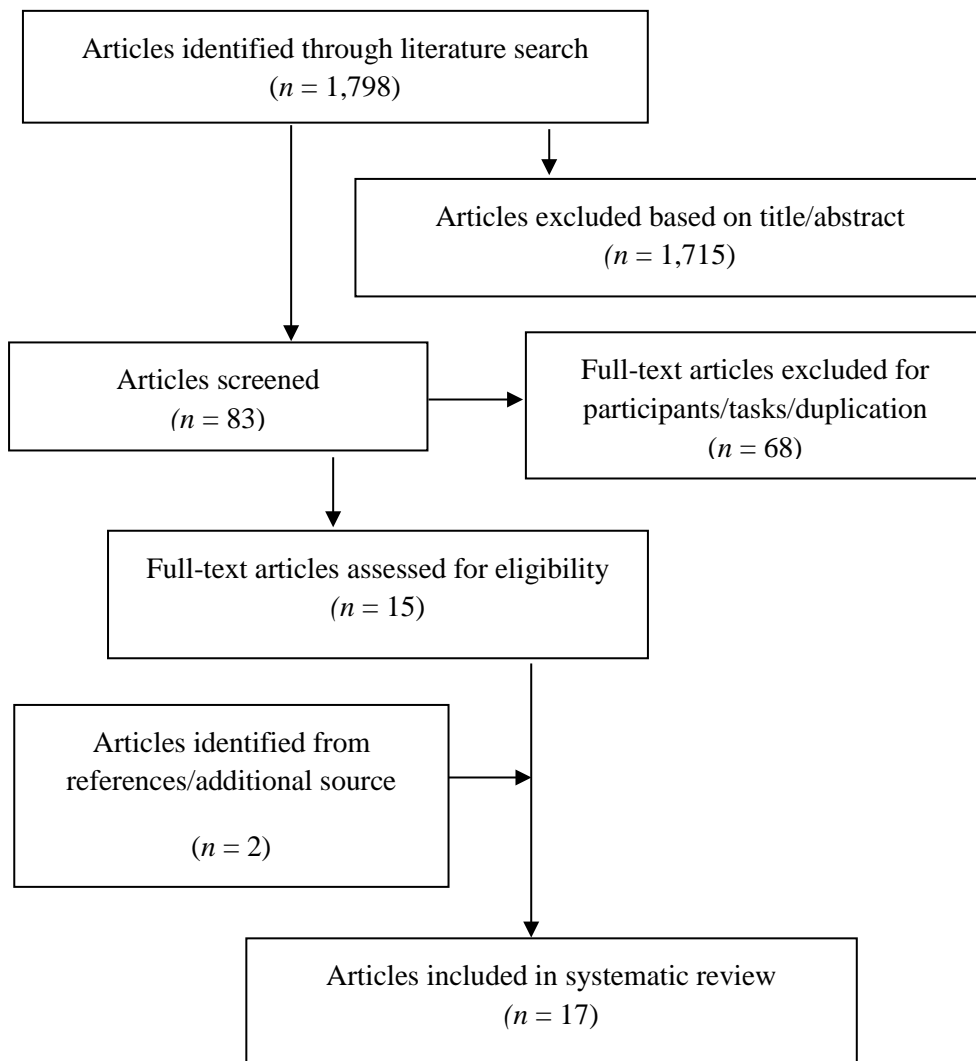 Articles identified through literature search
(n = 1,798)
Articles excluded based on title/abstract
(n = 1,715)
Articles screened
(n = 83)
Full-text articles excluded for
participants/tasks/duplication
(n = 68)
Full-text articles assessed for eligibility
(n = 15)
Articles identified from
references/additional source
(n = 2)
Articles included in systematic review
(n = 17)